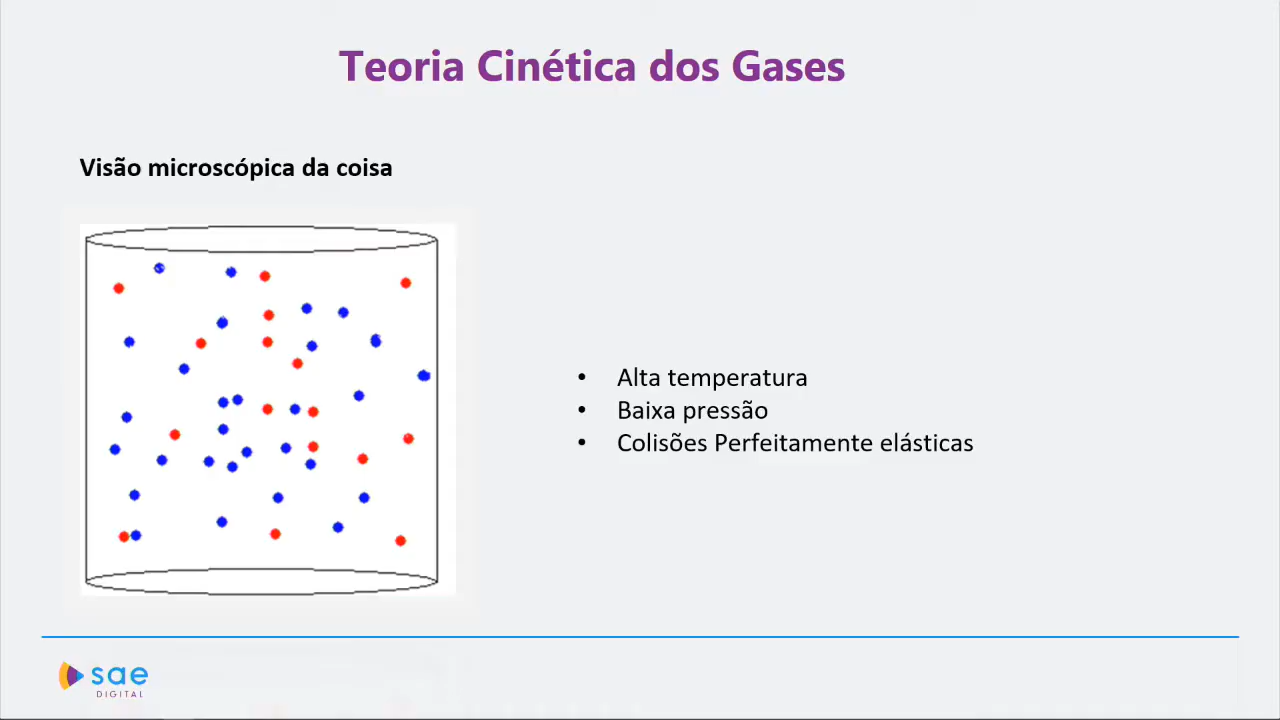 Teoria Cinética dos Gases
Visão microscópica da coisa
• Alta temperatura
• Baixa pressão
• Colisões Perfeitamente elásticas
sae
DIGITAL